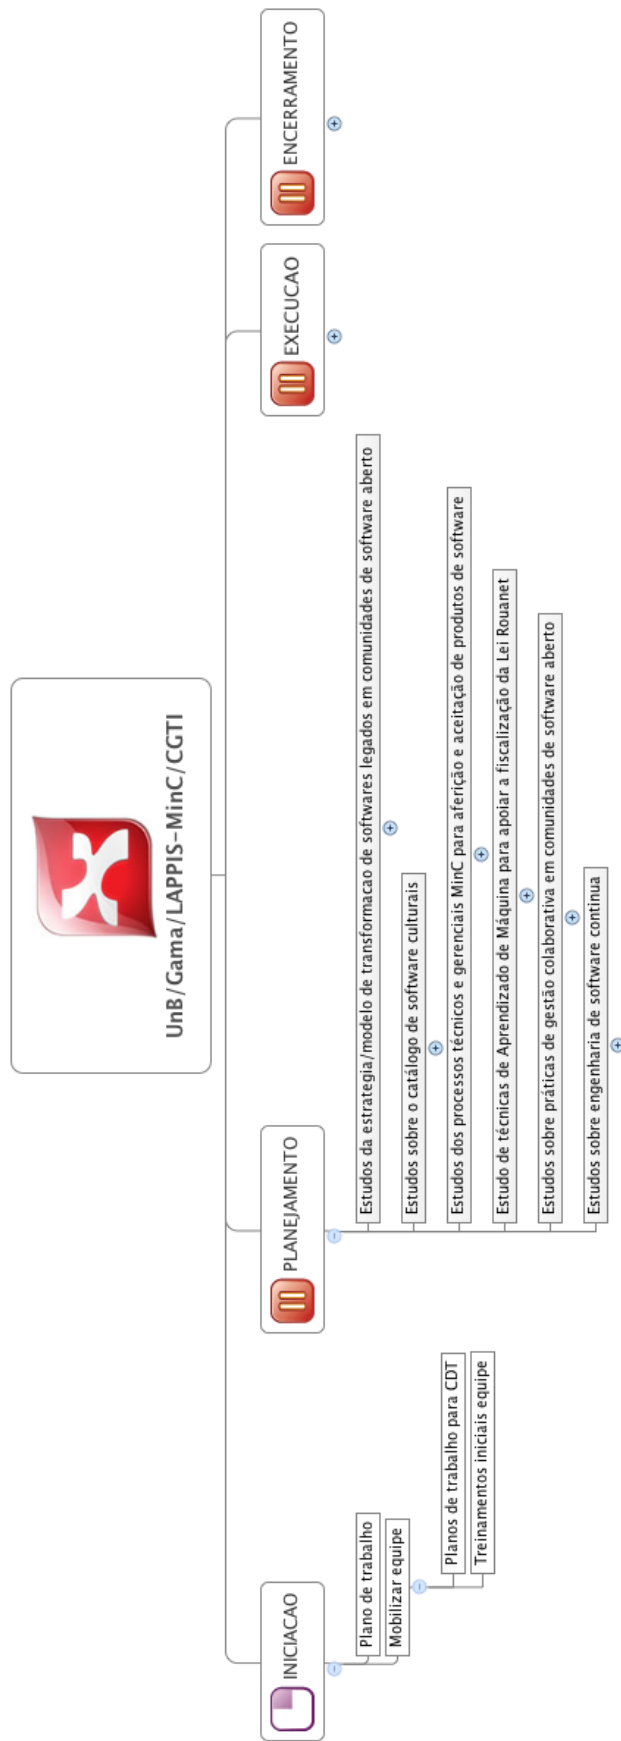 UnB/Gama/LAPPIS-MinC/CGTI
INICIACAO
Plano de trabalho
Mobilizar equipe
Planos de trabalho para CDT
Treinamentos iniciais equipe
PLANEJAMENTO
Estudos da estrategia/modelo de transformacao de softwares legados em comunidades de software aberto
Estudos sobre o catálogo de software culturais
Estudos dos processos técnicos e gerenciais MinC para aferição e aceitação de produtos de software
Estudo de técnicas de Aprendizado de Máquina para apoiar a fiscalização da Lei Rouanet
Estudos sobre práticas de gestão colaborativa em comunidades de software aberto
Estudos sobre engenharia de software continua
EXECUCAO
ENCERRAMENTO